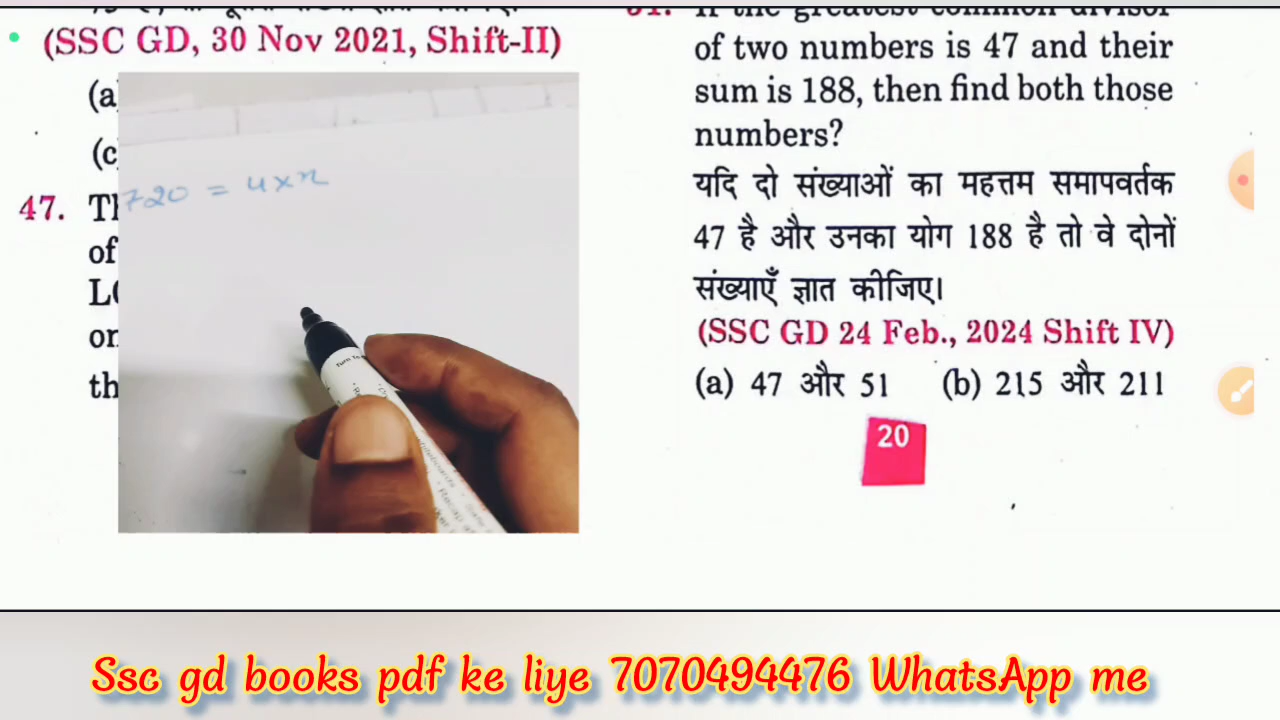 (SSC GD, 30 Nov 2021, Shift-II)
(a
(c
47.
of
on
th
720 = 4×x
of two numbers is 47 and their
sum is 188, then find both those
numbers?
यदि दो संख्याओं का महत्तम समापवर्तक
47 है और उनका योग 188 है तो वे दोनों
संख्याएँ ज्ञात कीजिए।
(SSC GD 24 Feb., 2024 Shift IV)
(a) 47 और 51 (b) 215 और 211
20
Ssc gd books pdf ke liye 7070494476 WhatsApp me